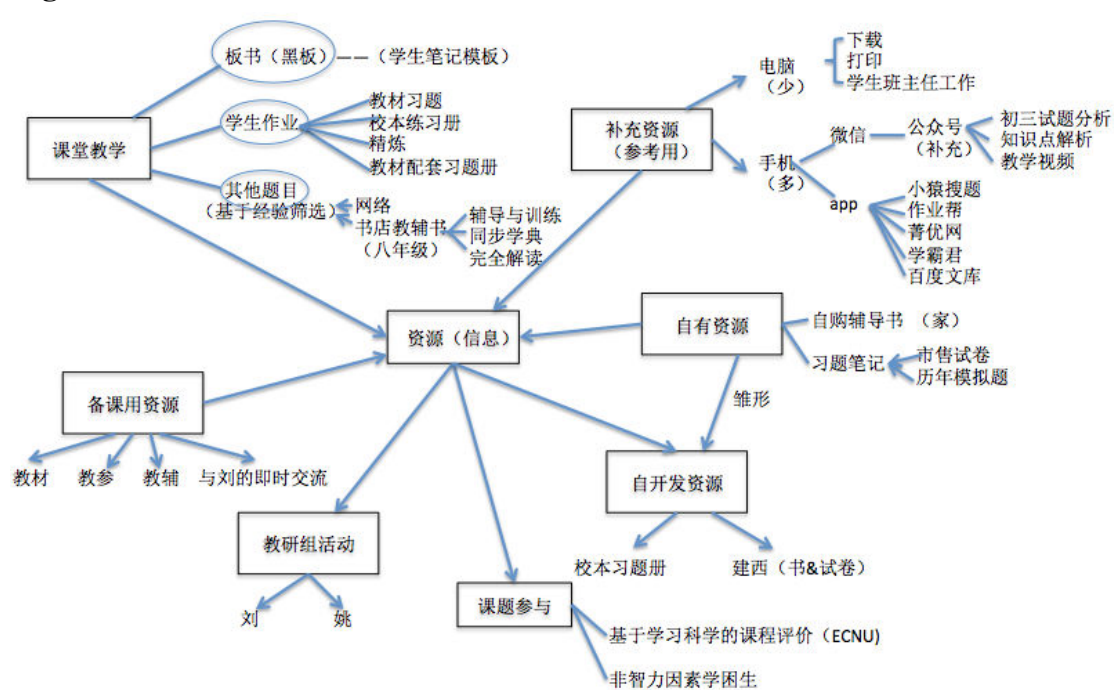 板书（黑板）——（学生笔记模板）
课堂教学
学生作业
教材习题
校本练习册
精炼
教材配套习题册
其他题目
（基于经验筛选）
网络
书店教辅书
（八年级）
辅导与训练
同步学典
完全解读
补充资源
（参考用）
电脑
（少）
下载
打印
学生班主任工作
手机
（多）
微信
公众号
（补充）
初三试题分析
知识点解析
教学视频
app
小猿搜题
作业帮
菁优网
学霸君
百度文库
资源（信息）
自有资源
自购辅导书 （家）
习题笔记
市售试卷
历年模拟题
雏形
备课用资源
教材
教参
教辅
与刘的即时交流
自开发资源
校本习题册
建西（书&试卷）
教研组活动
刘
姚
课题参与
基于学习科学的课程评价（ECNU)
非智力因素学困生